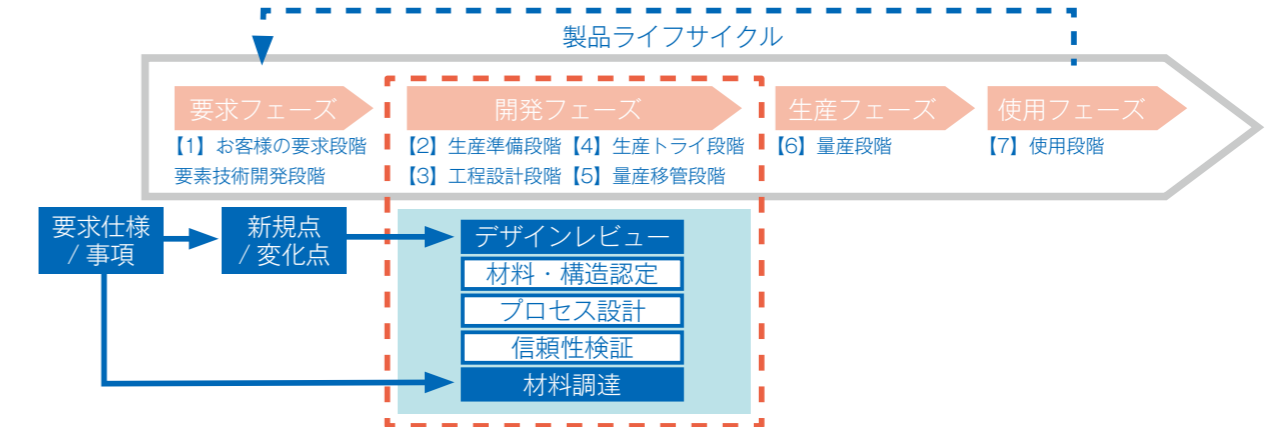 製品ライフサイクル
要求フェーズ
開発フェーズ
生産フェーズ
使用フェーズ
【1】お客様の要求段階
要素技術開発段階
【2】生産準備段階【4】生産トライ段階
【3】工程設計段階【5】量産移管段階
【6】量産段階
【7】使用段階
要求仕様
/ 事項
新規点
/ 変化点
デザインレビュー
材料・構造認定
プロセス設計
信頼性検証
材料調達